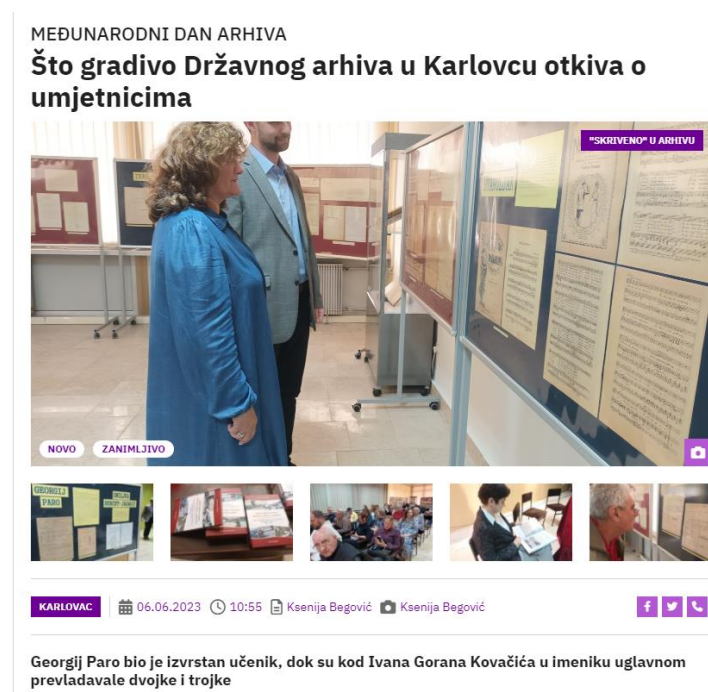 MEĐUNARODNI DAN ARHIVA
Što gradivo Državnog arhiva u Karlovcu otkiva o
umjetnicima
"SKRIVENO" U ARHIVU
NOVO
ZANIMLJIVO
GEORGIJ
PARO
KARLOVAC
06.06.2023
10:55
Ksenija Begović
Ksenija Begović
Georgij Paro bio je izvrstan učenik, dok su kod Ivana Gorana Kovačića u imeniku uglavnom
prevladavale dvojke i trojke